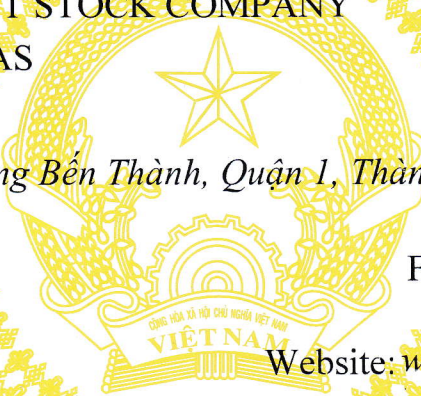 STOCK COMPANY
AS
ng Bến Thành, Quận 1, Thàn
F
CỘNG HÒA XÃ HỘI CHỦ NGHĨA VIỆT NAM
VIỆT NAM
Website: w